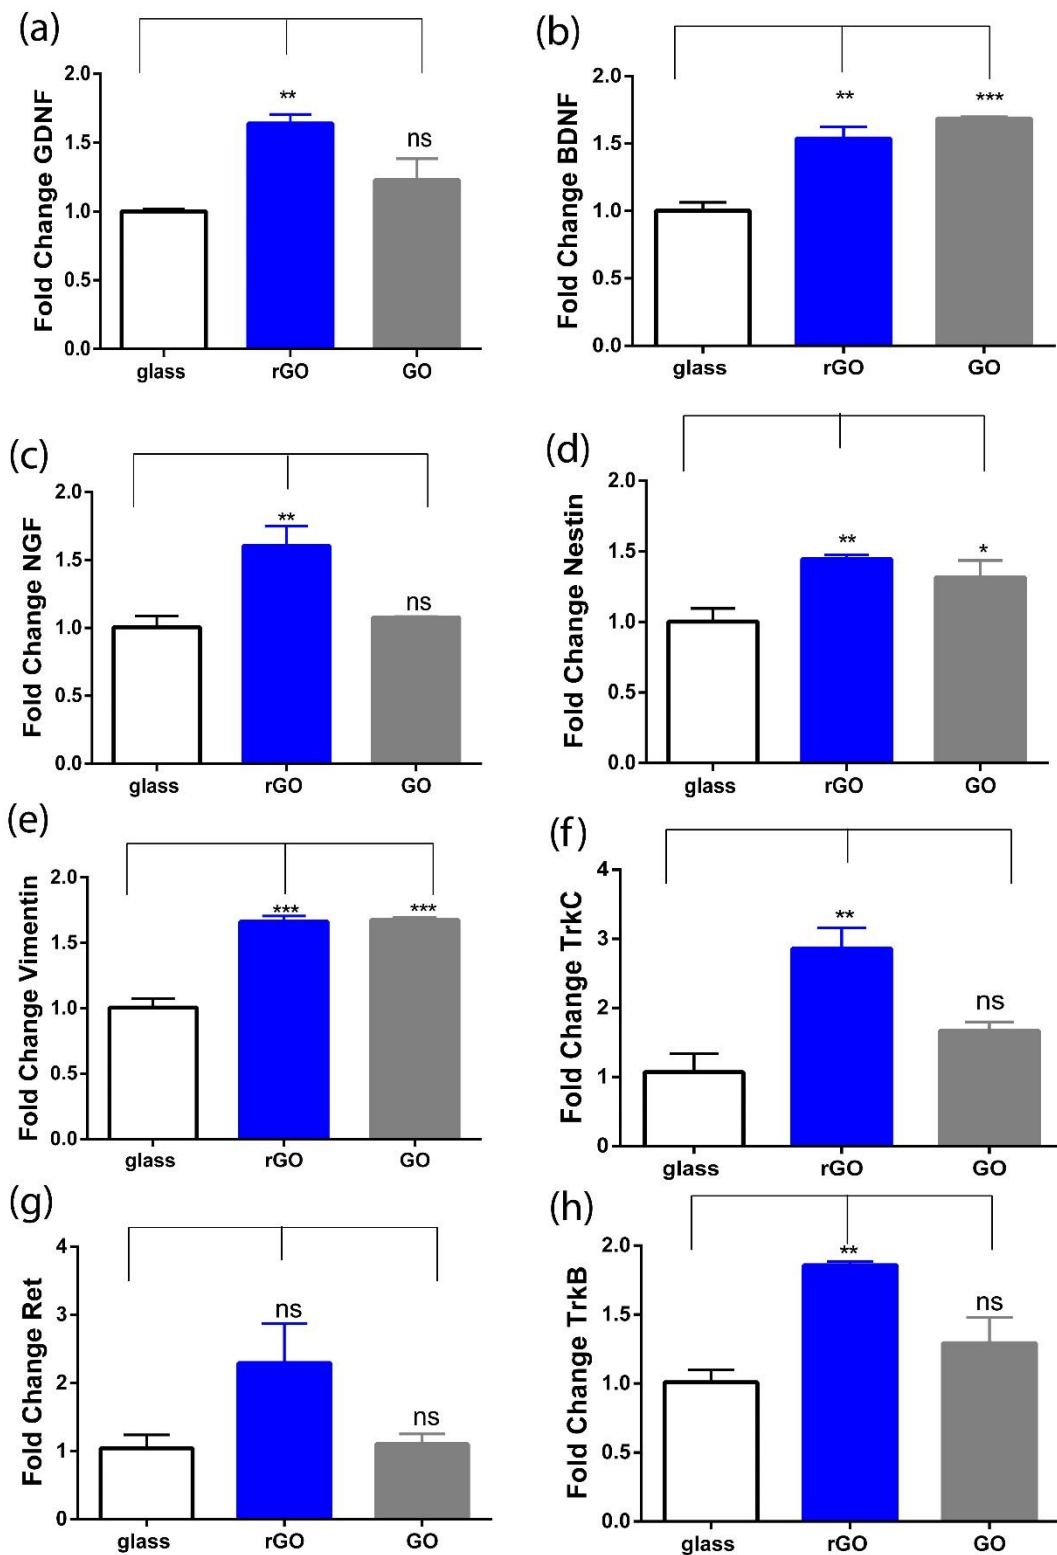 (a)
Fold Change GDNF
2.0
1.5
1.0
0.5
0.0
**
ns
glass rGO GO
(b)
Fold Change BDNF
2.0
1.5
1.0
0.5
0.0
**
***
glass rGO GO
(c)
Fold Change NGF
2.0
1.5
1.0
0.5
0.0
**
ns
glass rGO GO
(d)
Fold Change Nestin
2.0
1.5
1.0
0.5
0.0
**
*
glass rGO GO
(e)
Fold Change Vimentin
2.0
1.5
1.0
0.5
0.0
***
***
glass rGO GO
(f)
Fold Change TrkC
4
3
2
1
0
**
ns
glass rGO GO
(g)
Fold Change Ret
4
3
2
1
0
ns
ns
glass rGO GO
(h)
Fold Change TrkB
2.0
1.5
1.0
0.5
0.0
**
ns
glass rGO GO